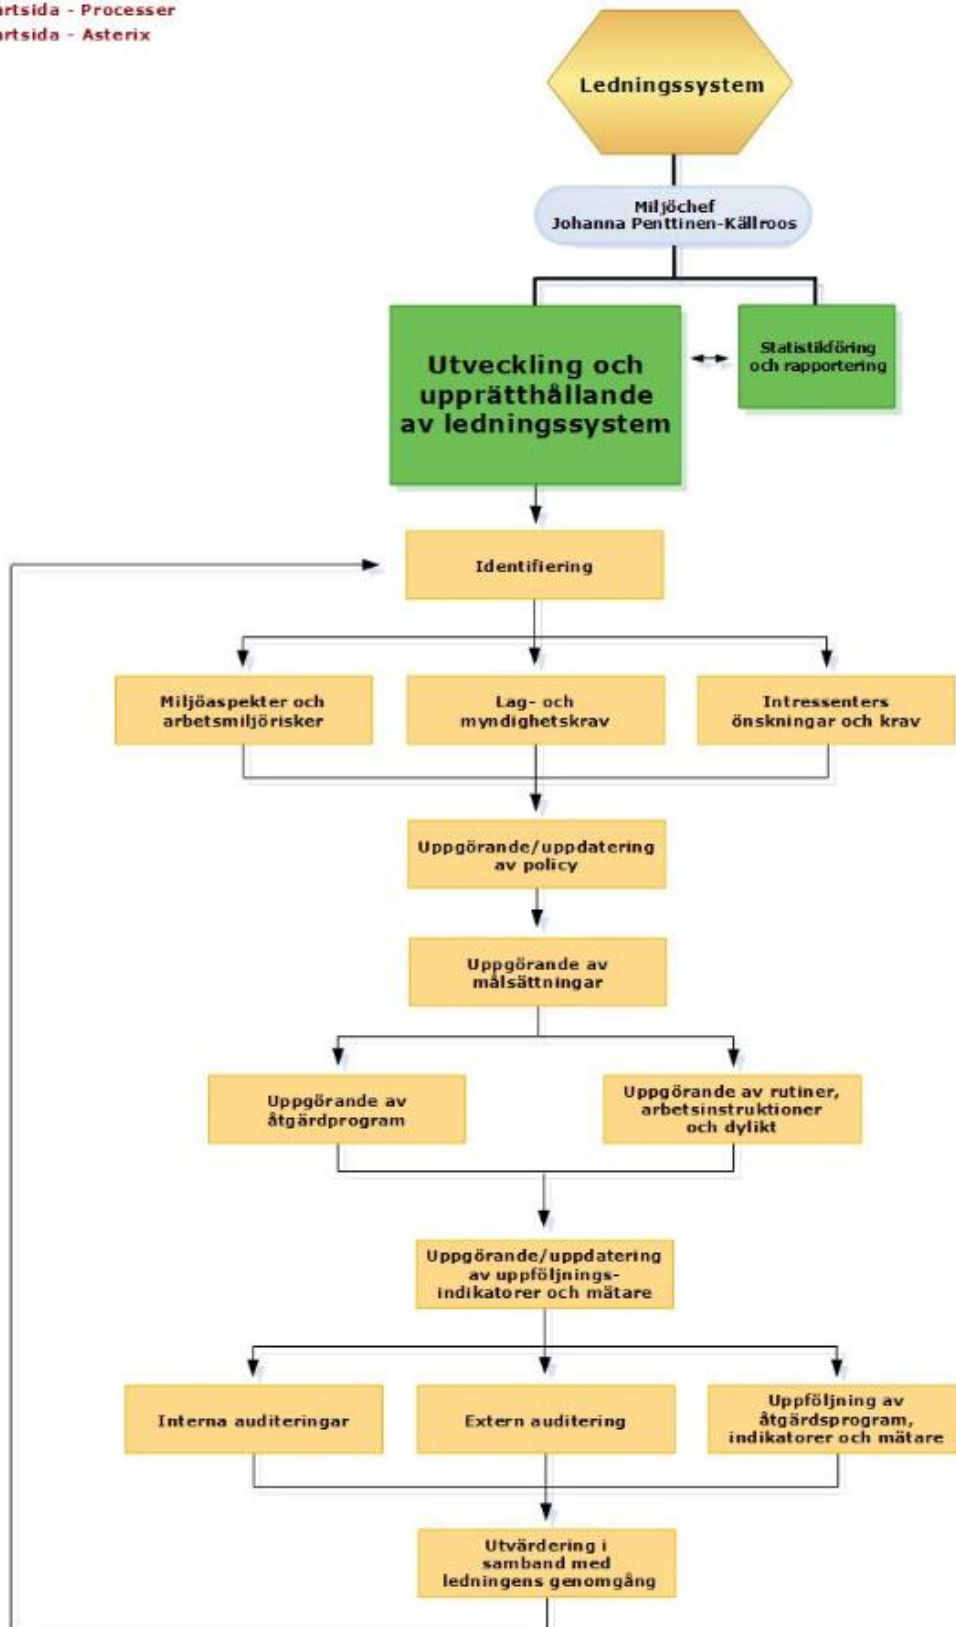 artsida - Processer
artsida - Asterix
Ledningssystem
Miljöchef
Johanna Penttinen-Källroos
Utveckling och
upprätthållande
av ledningssystem
Statistikföring
och rapportering
Identifiering
Miljöaspekter och
arbetsmiljörisker
Lag- och
myndighetskrav
Intressenters
önskningar och krav
Uppgörande/uppdatering
av policy
Uppgörande av
målsättningar
Uppgörande av
åtgärdprogram
Uppgörande av rutiner,
arbetsinstruktioner
och dylikt
Uppgörande/uppdatering
av uppföljnings-
indikatorer och mätare
Interna auditeringar
Extern auditering
Uppföljning av
åtgärdsprogram,
indikatorer och mätare
Utvärdering i
samband med
ledningens genomgång